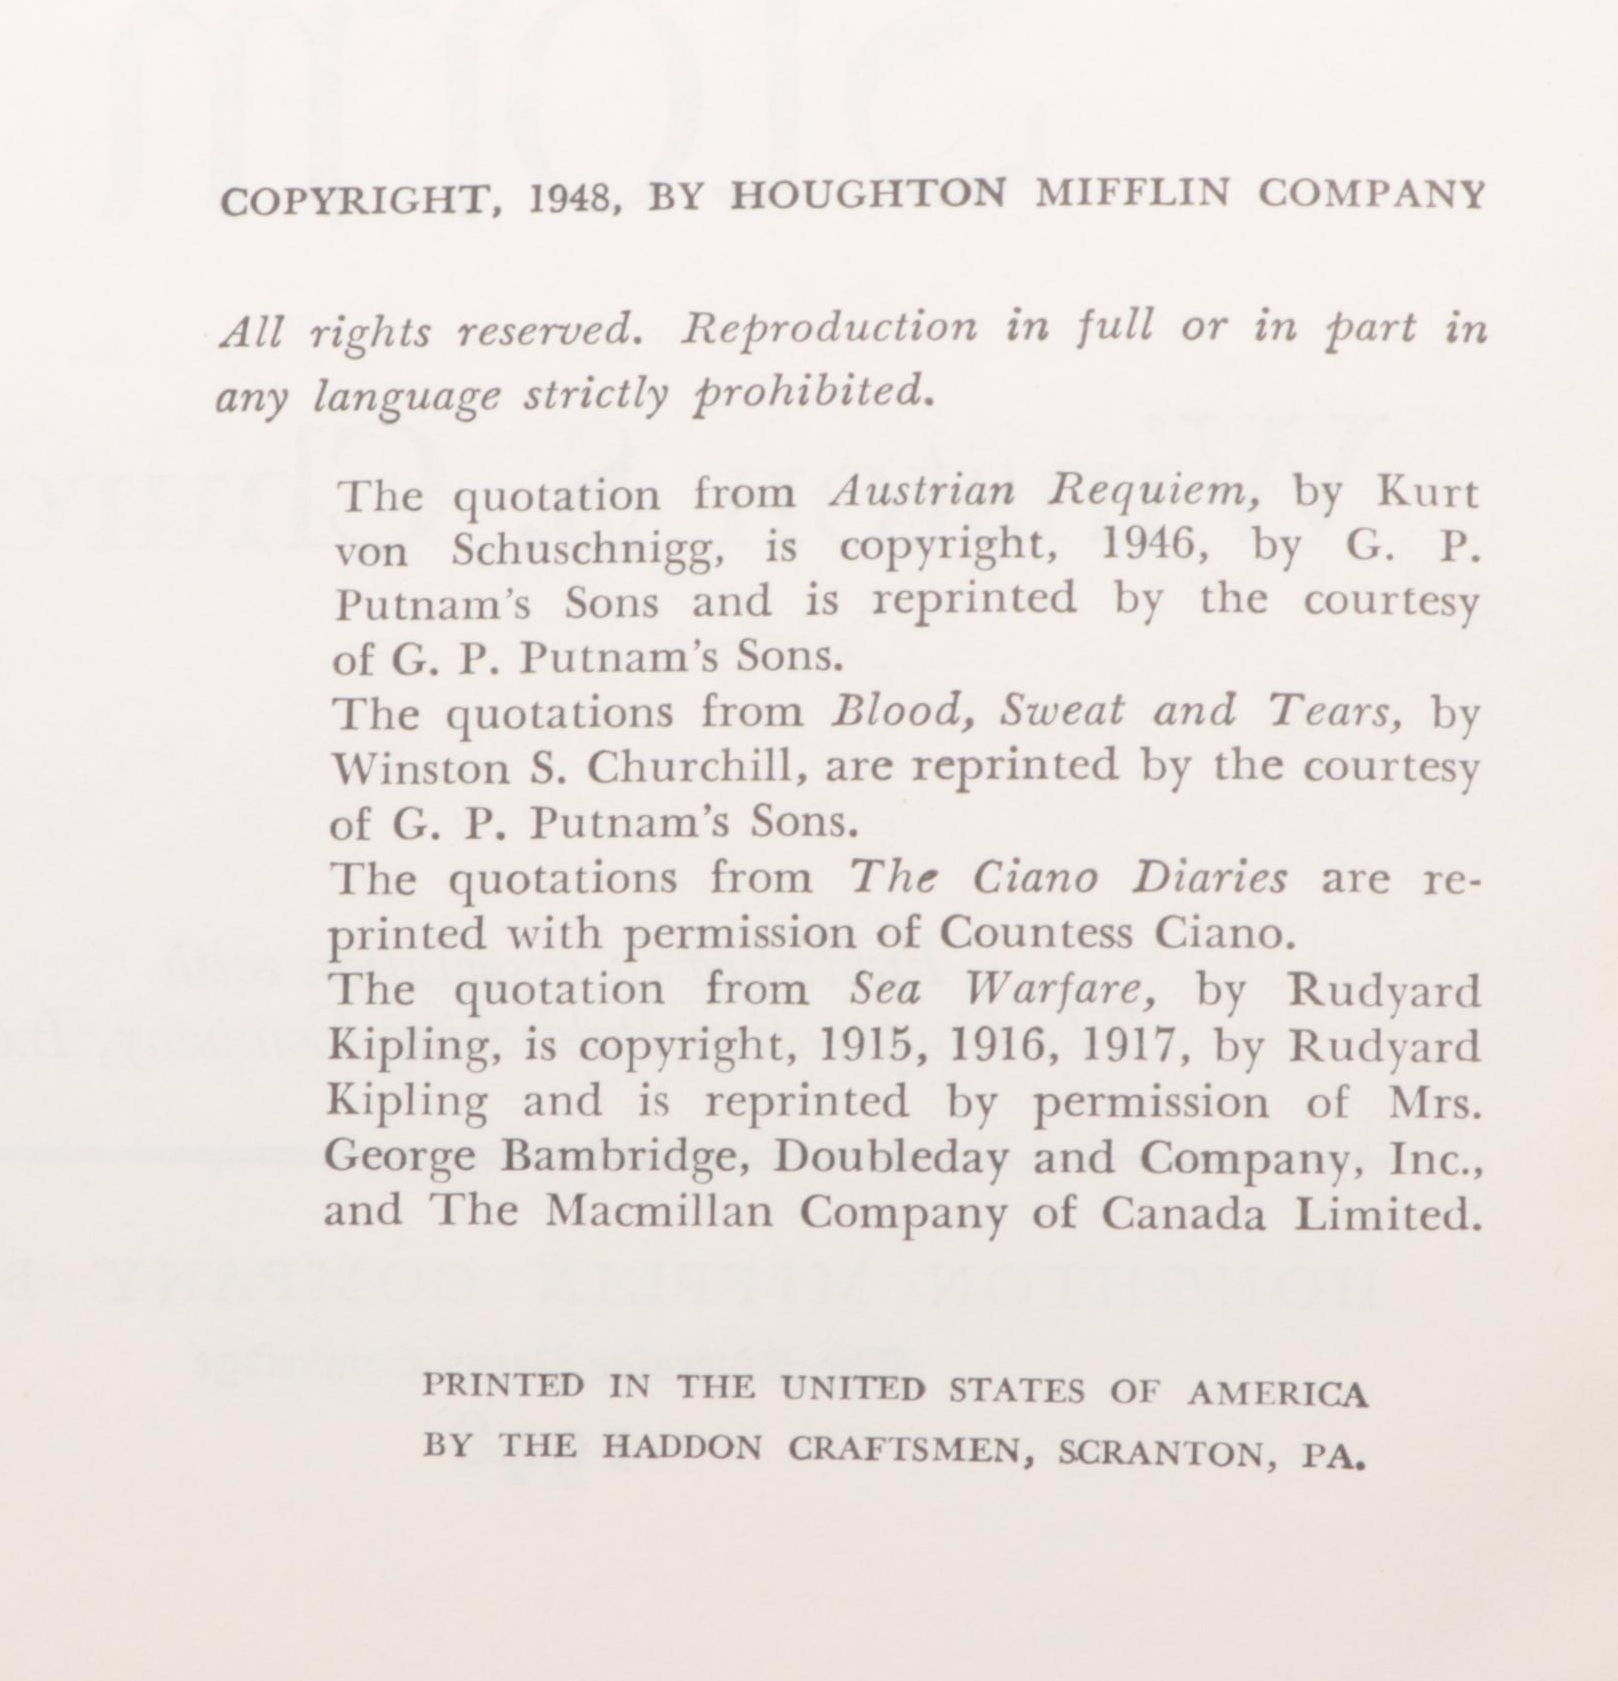 COPYRIGHT, 1948, BY HOUGHTON MIFFLIN COMPANY
All rights reserved. Reproduction in full or in part in
any language strictly prohibited.
The quotation from Austrian Requiem, by Kurt
von Schuschnigg, is copyright, 1946, by G. P.
Putnam's Sons and is reprinted by the courtesy
of G. P. Putnam's Sons.
The quotations from Blood, Sweat and Tears, by
Winston S. Churchill, are reprinted by the courtesy
of G. P. Putnam's Sons.
The quotations from The Ciano Diaries are re-
printed with permission of Countess Ciano.
The quotation from Sea Warfare, by Rudyard
Kipling, is copyright, 1915, 1916, 1917, by Rudyard
Kipling and is reprinted by permission of Mrs.
George Bambridge, Doubleday and Company, Inc.,
and The Macmillan Company of Canada Limited.
PRINTED IN THE UNITED STATES OF AMERICA
BY THE HADDON CRAFTSMEN, SCRANTON, PA.